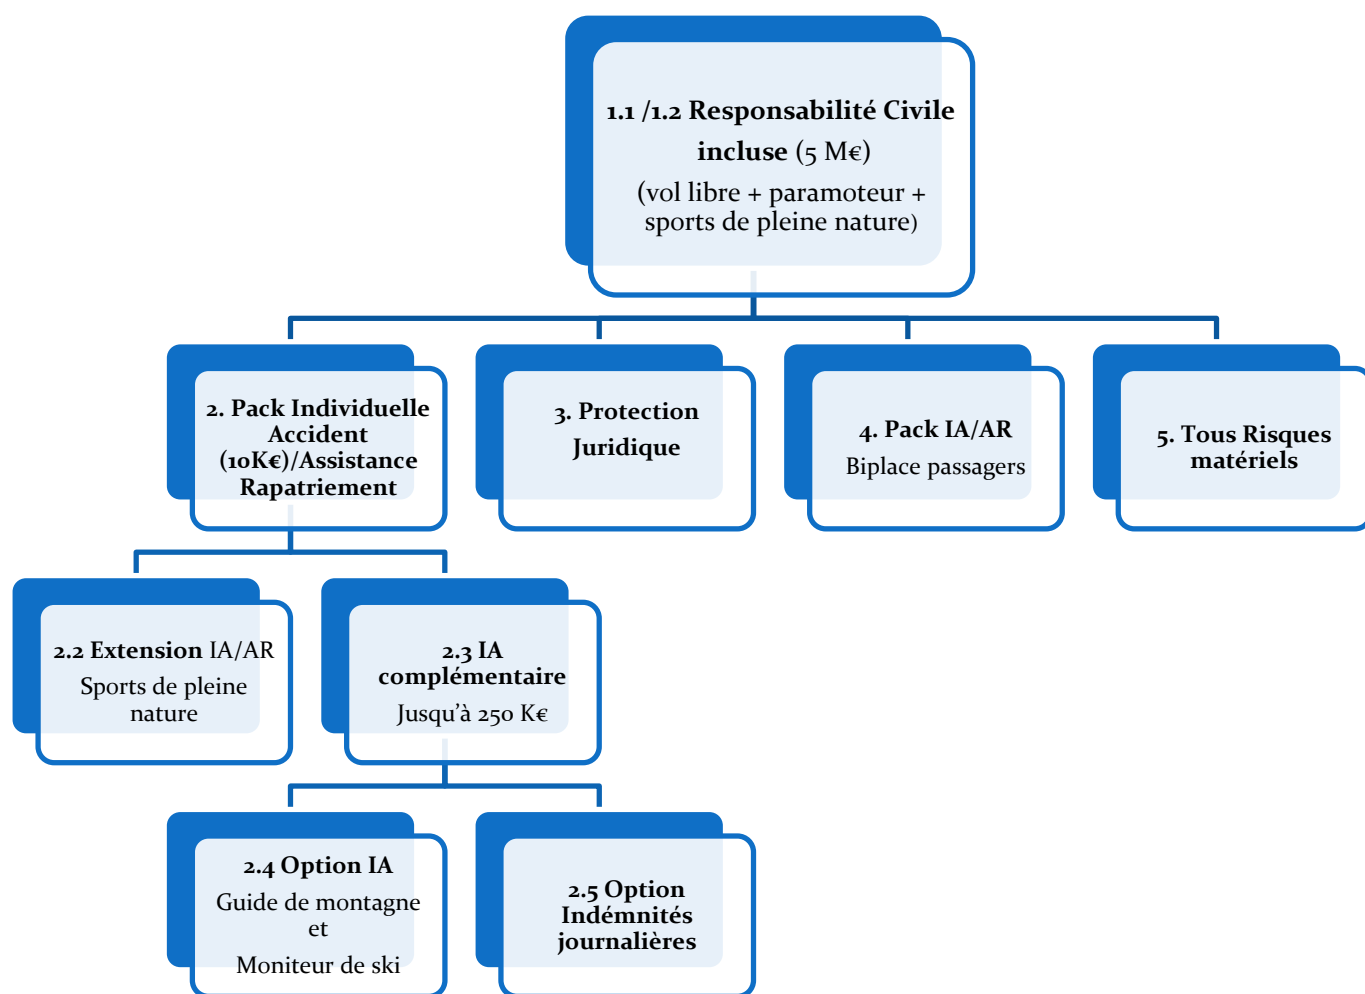 1.1 /1.2 Responsabilité Civile
incluse (5 M€)
(vol libre + paramoteur +
sports de pleine nature)
2. Pack Individuelle
Accident
(10K€)/Assistance
Rapatriement
3. Protection
Juridique
4. Pack IA/AR
Biplace passagers
5. Tous Risques
matériels
2.2 Extension IA/AR
Sports de pleine
nature
2.3 IA
complémentaire
Jusqu’à 250 K€
2.4 Option IA
Guide de montagne
et
Moniteur de ski
2.5 Option
Indémnités
journalières